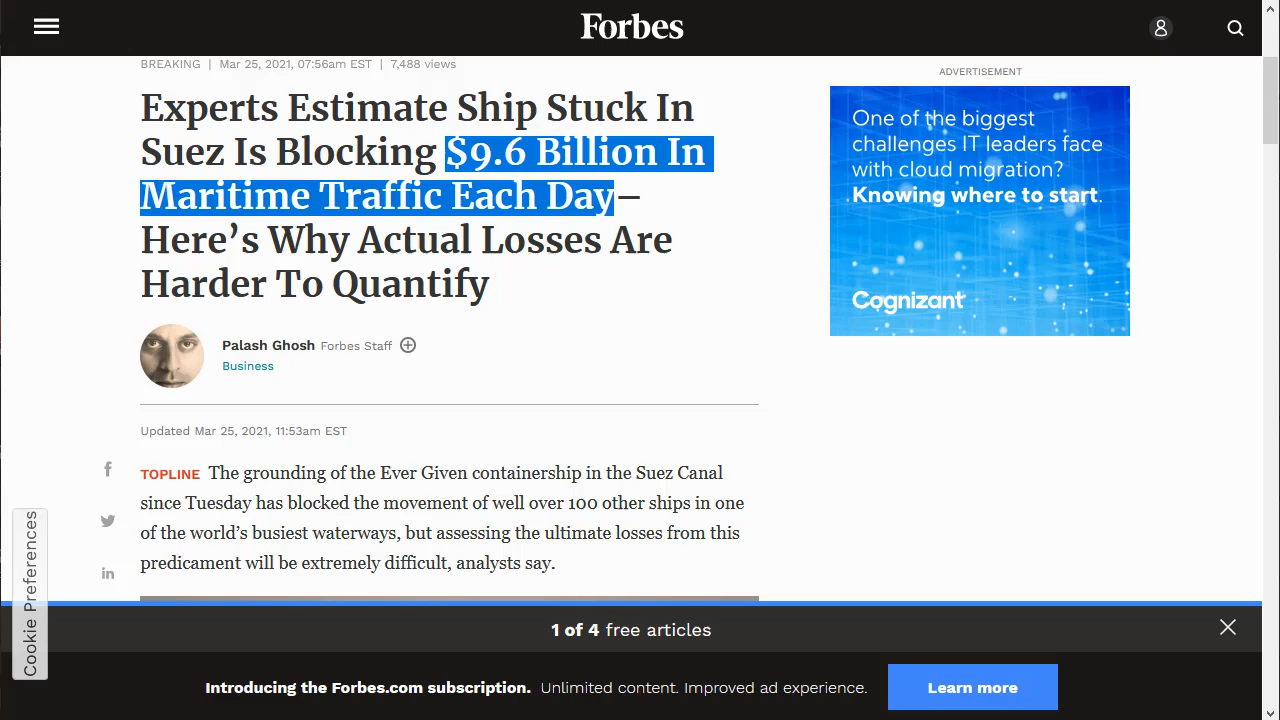 Forbes
BREAKING | Mar 25, 2021, 07:56am EST | 7,488 views
Experts Estimate Ship Stuck In
Suez Is Blocking $9.6 Billion In
Maritime Traffic Each Day–
Here’s Why Actual Losses Are
Harder To Quantify
Palash Ghosh Forbes Staff
Business
Updated Mar 25, 2021, 11:53am EST
TOPLINE The grounding of the Ever Given containership in the Suez Canal
since Tuesday has blocked the movement of well over 100 other ships in one
of the world’s busiest waterways, but assessing the ultimate losses from this
predicament will be extremely difficult, analysts say.
ADVERTISEMENT
One of the biggest
challenges IT leaders face
with cloud migration?
Knowing where to start.
Cognizant
Cookie Preferences
1 of 4 free articles
Introducing the Forbes.com subscription. Unlimited content. Improved ad experience.
Learn more